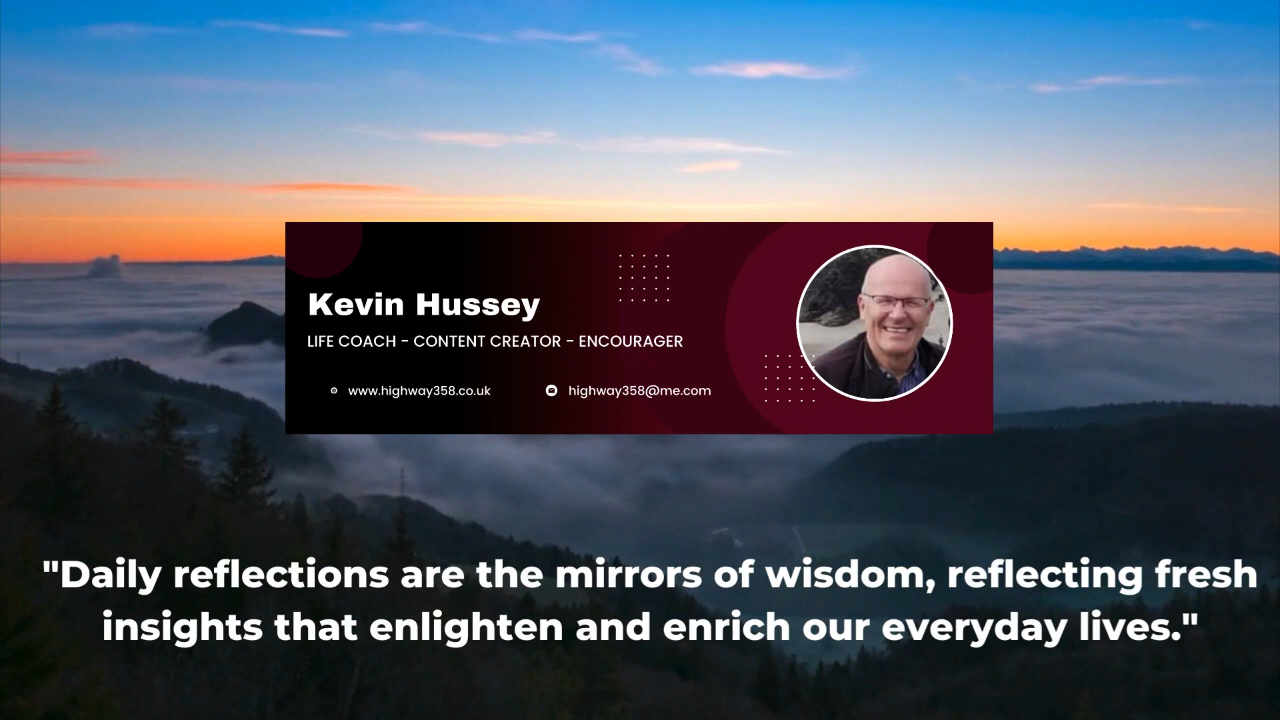 Kevin Hussey
LIFE COACH - CONTENT CREATOR - ENCOURAGER
www.highway358.co.uk highway358@me.com
"Daily reflections are the mirrors of wisdom, reflecting fresh
insights that enlighten and enrich our everyday lives."